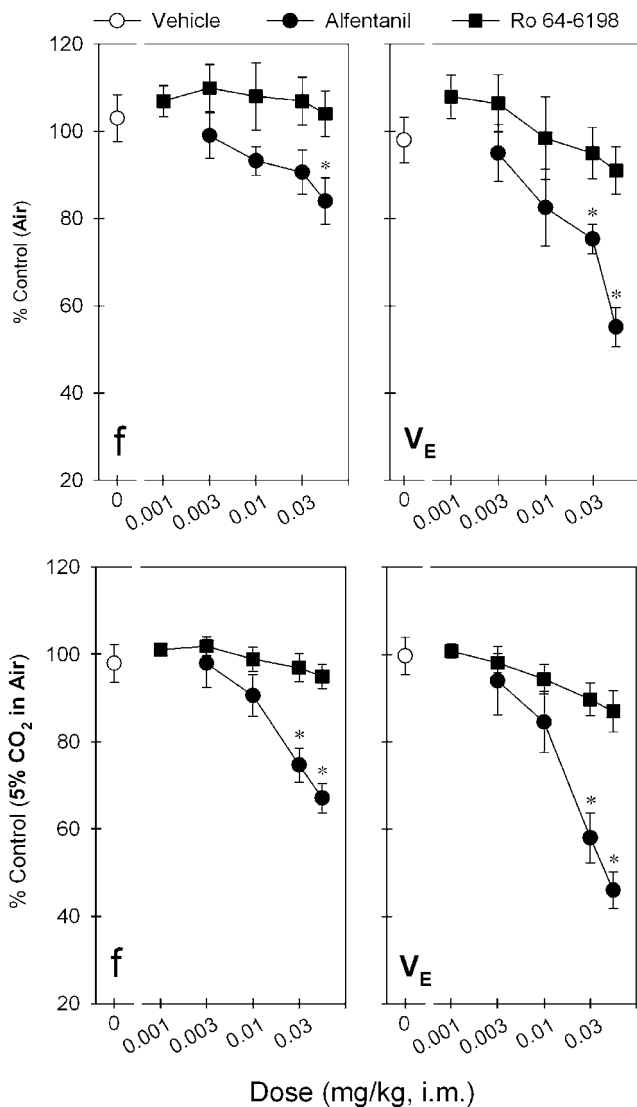 Vehicle Alfentanil Ro 64-6198
% Control (Air)
120
100
80
60
40
20
f
0 0.001 0.003 0.01 0.03
* 
* *
V_E
0 0.001 0.003 0.01 0.03
% Control (5% CO₂ in Air)
120
100
80
60
40
20
* *
f
0 0.001 0.003 0.01 0.03
* *
V_E
0 0.001 0.003 0.01 0.03
Dose (mg/kg, i.m.)